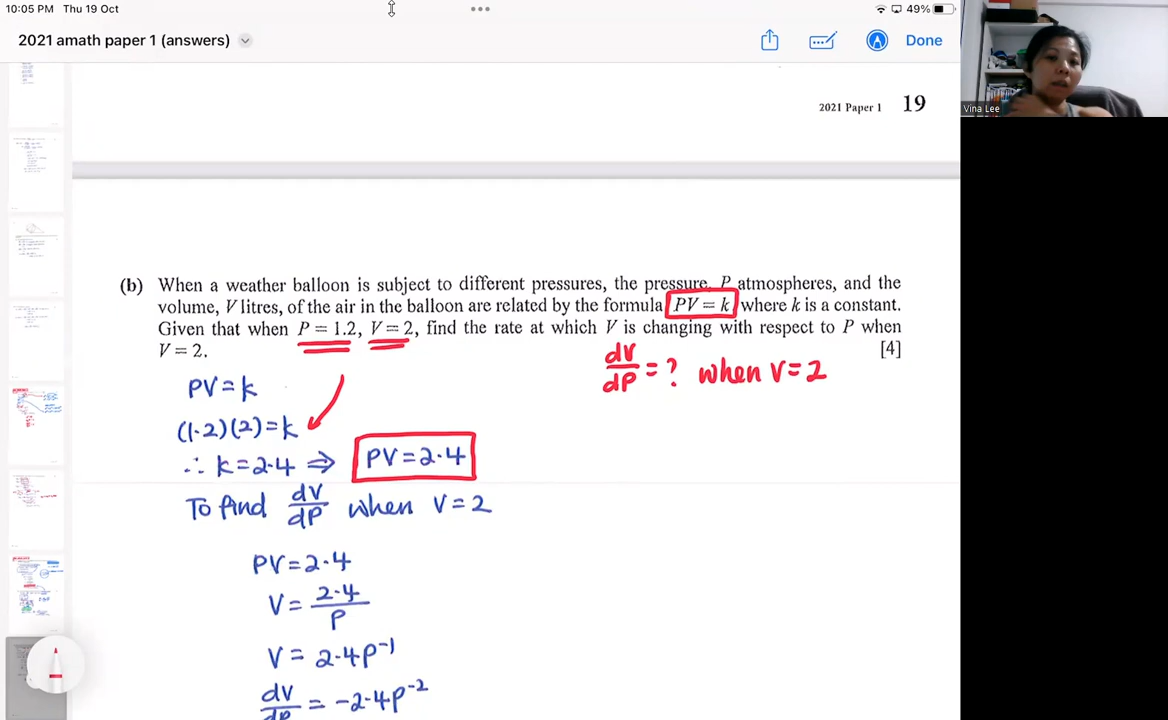 10:05 PM Thu 19 Oct
49%
2021 amath paper 1 (answers)
Done
Vina Lee
2021 Paper 1 19
(b) When a weather balloon is subject to different pressures, the pressure, P atmospheres, and the
volume, V litres, of the air in the balloon are related by the formula PV = k where k is a constant.
Given that when P = 1.2, V = 2, find the rate at which V is changing with respect to P when
V = 2. [4]
dV/dP = ? when V = 2
PV = k
(1.2)(2) = k
∴ k = 2.4 ⇒ PV = 2.4
To find dV/dP when V = 2
PV = 2.4
V = 2.4/P
V = 2.4P⁻¹
dV/dP = -2.4P⁻²